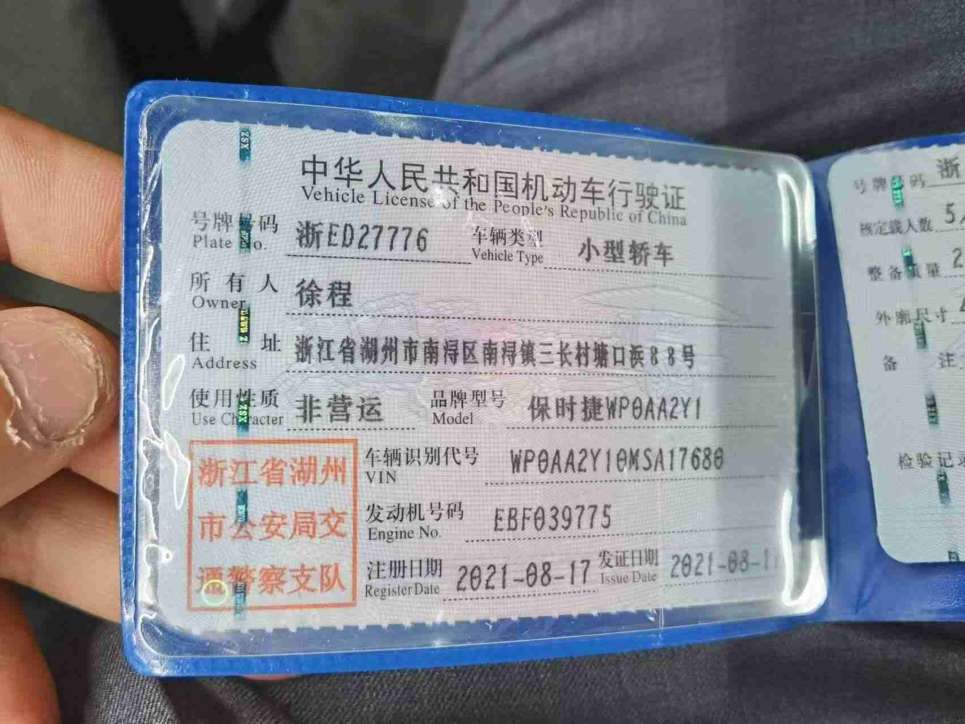 中华人民共和国机动车行驶证
Vehicle License of the People's Republic of China
号牌号码 浙ED27776 车辆类型 小型轿车
Plate No. Vehicle Type
所有人 徐程
Owner
住址 浙江省湖州市南浔区南浔镇三长村塘口浜88号
Address
使用性质 非营运 品牌型号 保时捷WP0AA2Y1
Use Character Model
浙江省湖州
市公安局交
通警察支队
车辆识别代号 WP0AA2Y10MSA17680
VIN
发动机号码 EBF039775
Engine No.
注册日期 2021-08-17 发证日期 2021-08-1
Register Date Issue Date
号牌号码 浙
核定载人数 5
整备质量 2
外廓尺寸
备注
检验记录
XSZ